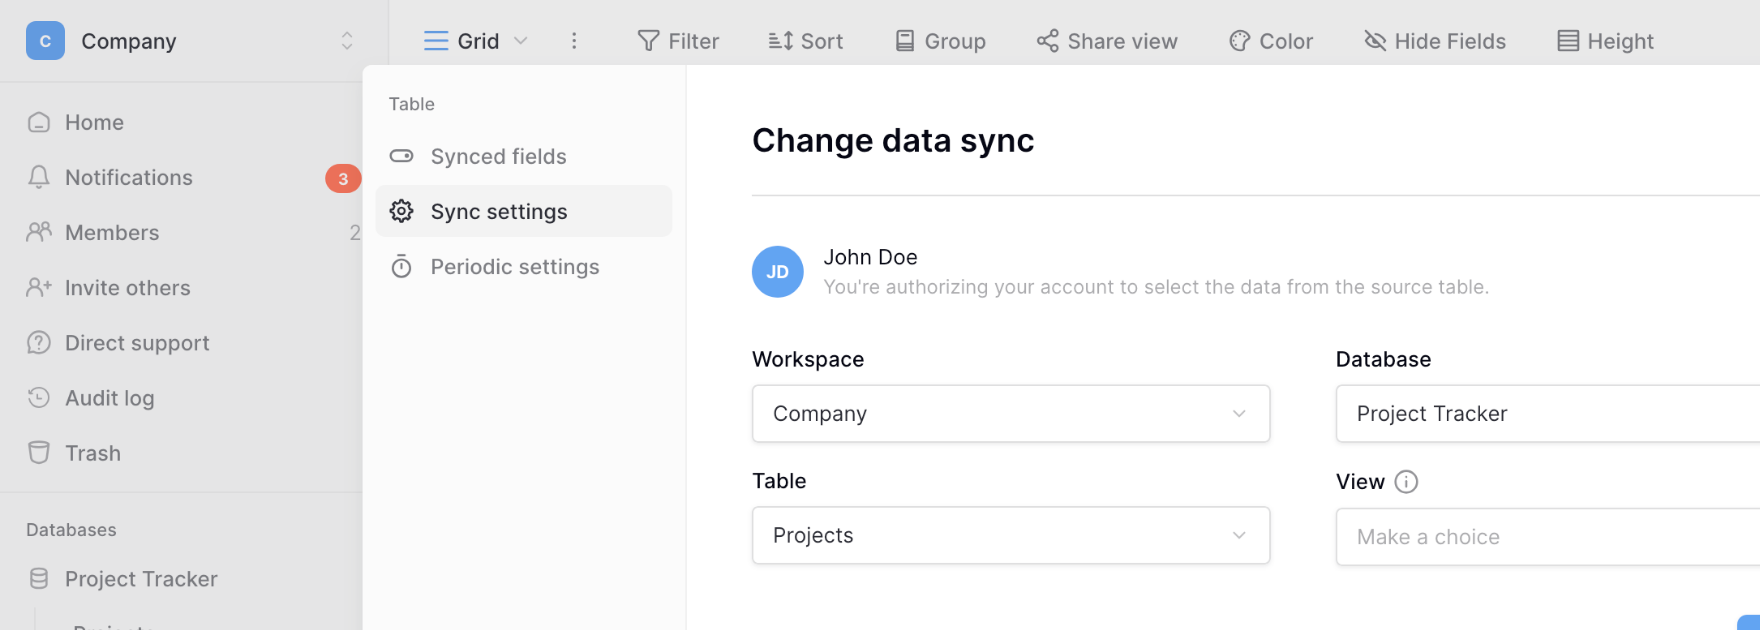 C Company
Grid
Filter
Sort
Group
Share view
Color
Hide Fields
Height
Home
Notifications 3
Members 2
Invite others
Direct support
Audit log
Trash
Databases
Project Tracker
Projects
Table
Synced fields
Sync settings
Periodic settings
Change data sync
JD
John Doe
You're authorizing your account to select the data from the source table.
Workspace
Company
Database
Project Tracker
Table
Projects
View
Make a choice